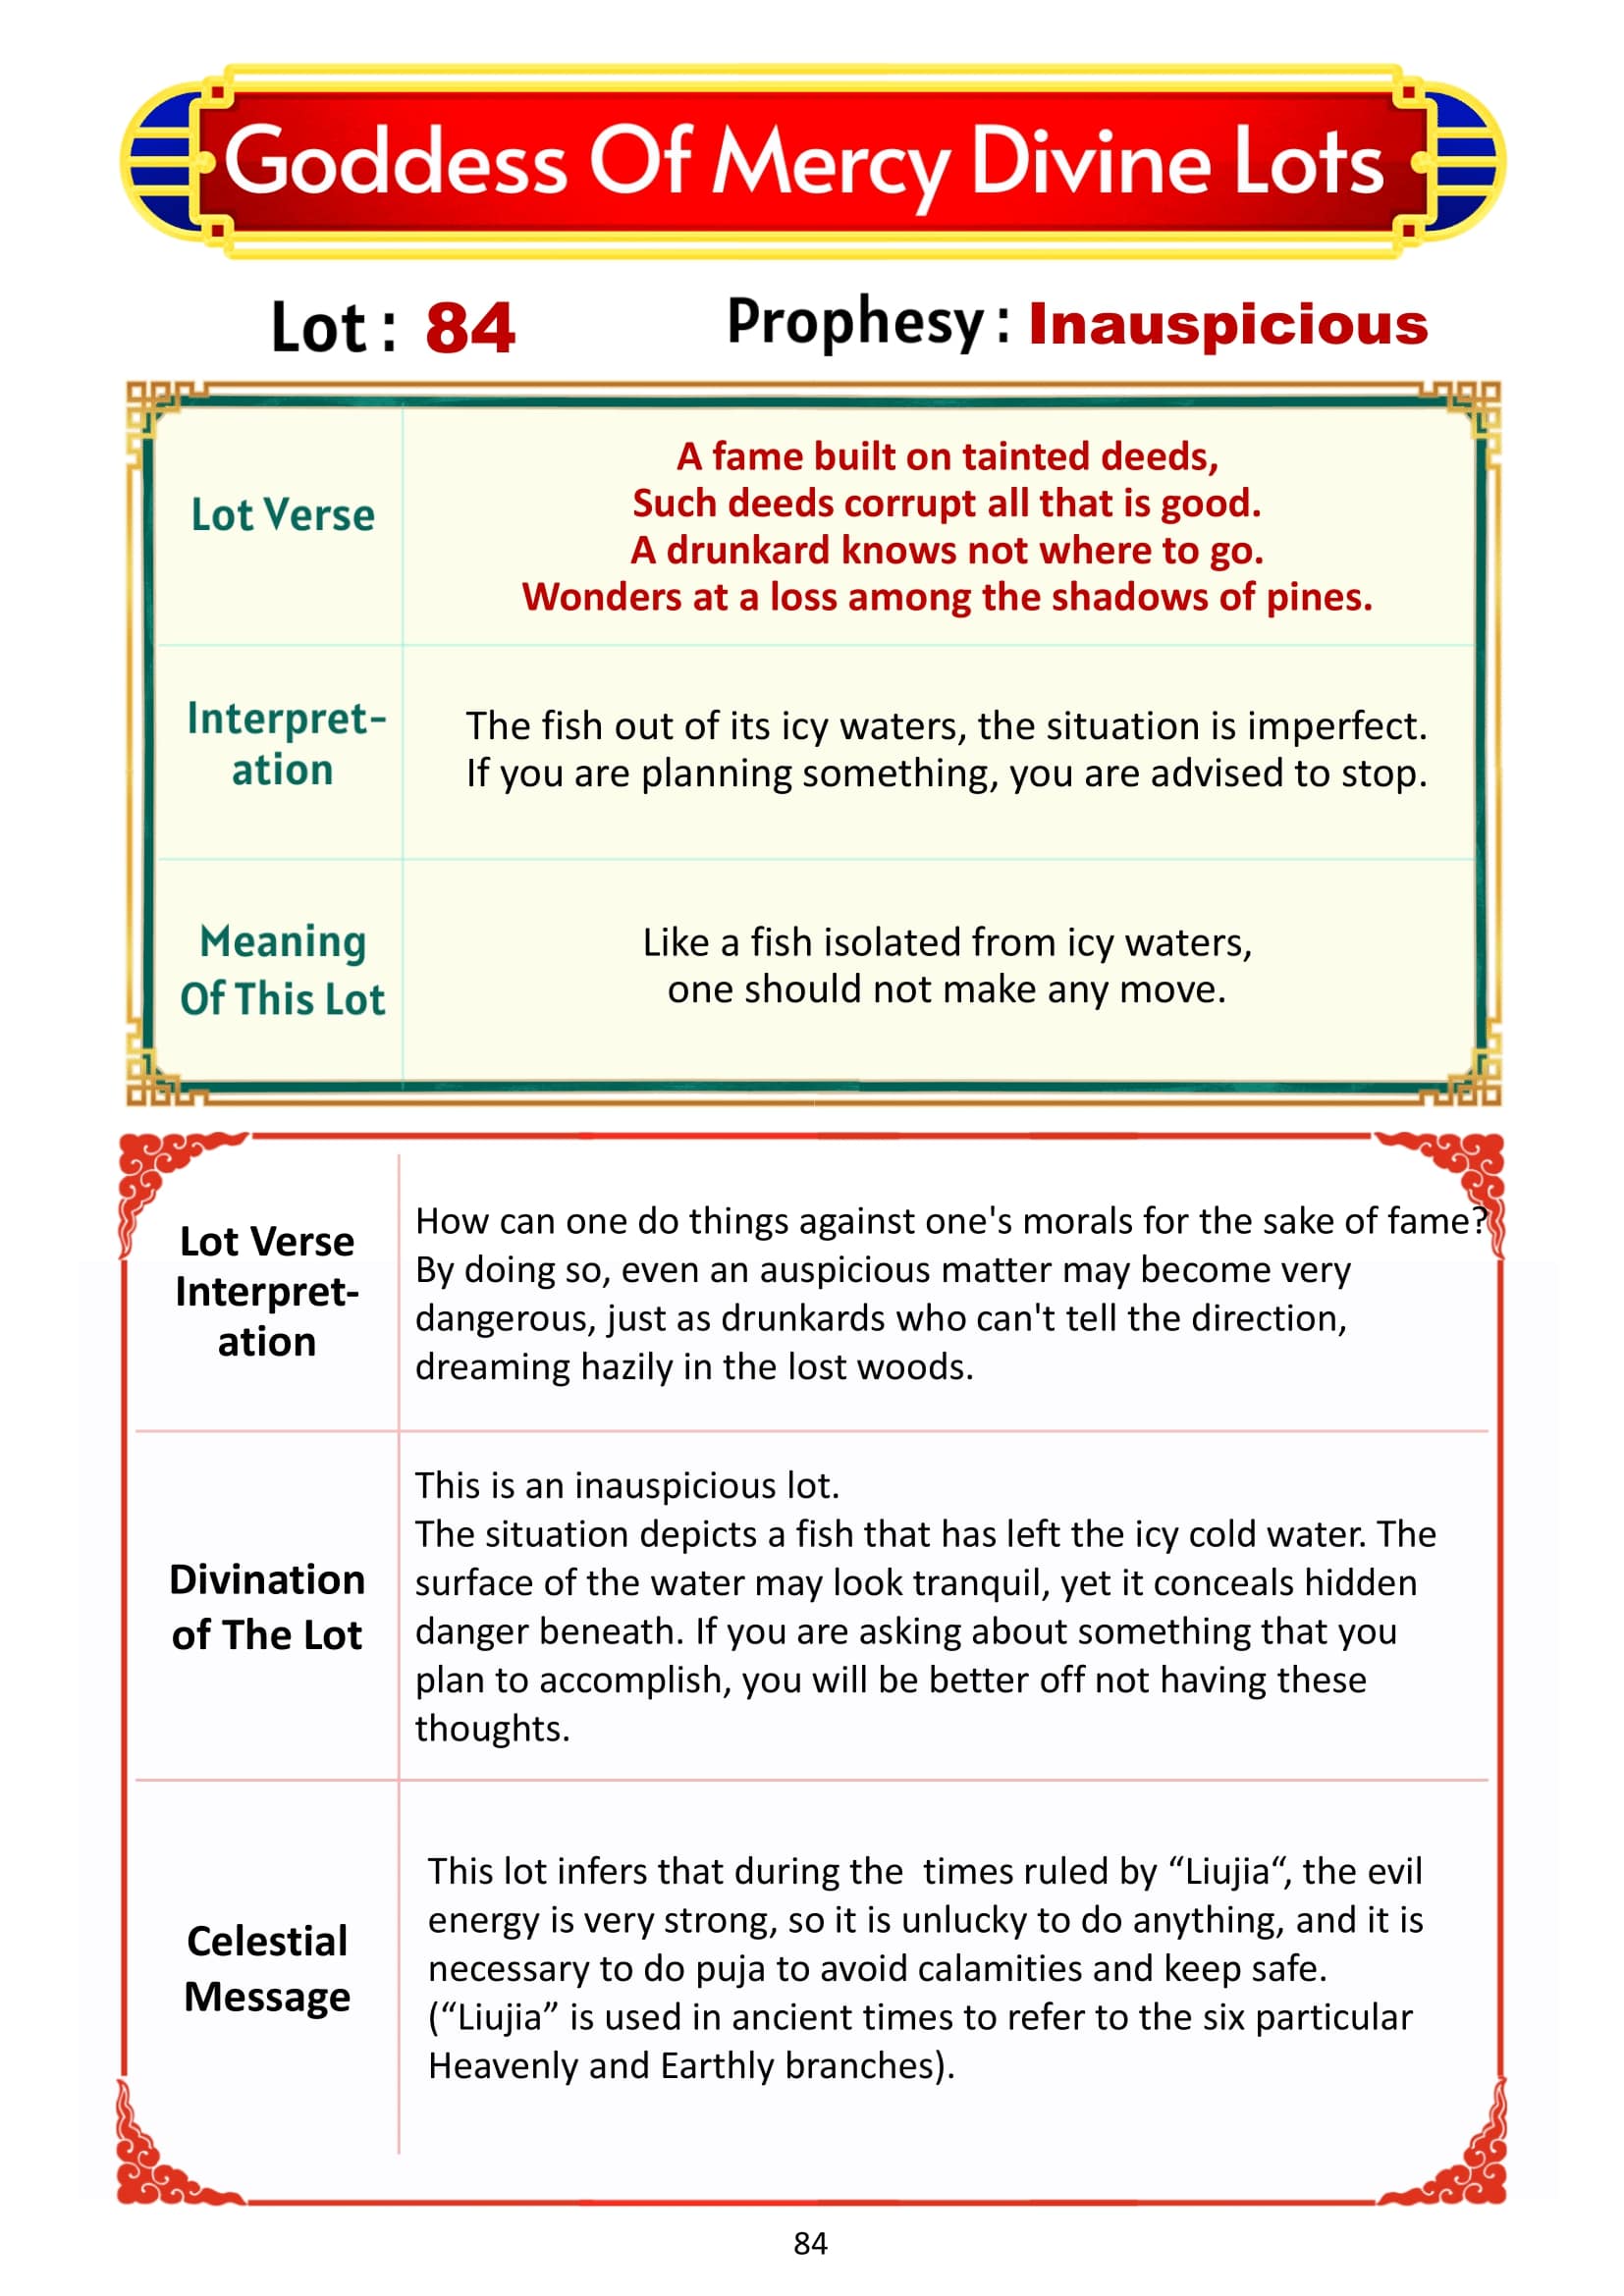 Goddess Of Mercy Divine Lots
Lot : 84
Prophesy : Inauspicious
Lot Verse
A fame built on tainted deeds,
Such deeds corrupt all that is good.
A drunkard knows not where to go.
Wonders at a loss among the shadows of pines.
Interpret-
ation
The fish out of its icy waters, the situation is imperfect.
If you are planning something, you are advised to stop.
Meaning
Of This Lot
Like a fish isolated from icy waters,
one should not make any move.
Lot Verse
Interpret-
ation
How can one do things against one's morals for the sake of fame?
By doing so, even an auspicious matter may become very
dangerous, just as drunkards who can't tell the direction,
dreaming hazily in the lost woods.
Divination
of The Lot
This is an inauspicious lot.
The situation depicts a fish that has left the icy cold water. The
surface of the water may look tranquil, yet it conceals hidden
danger beneath. If you are asking about something that you
plan to accomplish, you will be better off not having these
thoughts.
Celestial
Message
This lot infers that during the  times ruled by “Liujia“, the evil
energy is very strong, so it is unlucky to do anything, and it is
necessary to do puja to avoid calamities and keep safe.
(“Liujia” is used in ancient times to refer to the six particular
Heavenly and Earthly branches).
84